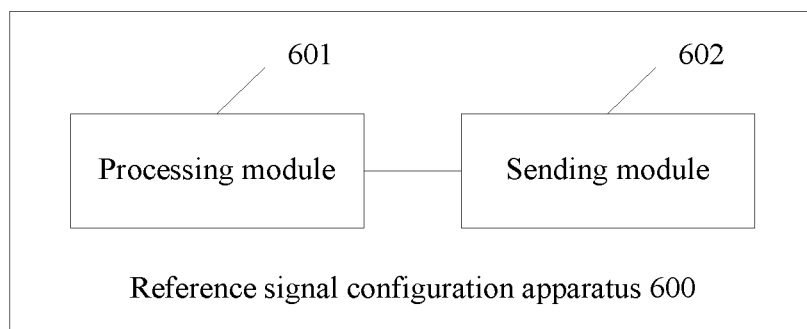 601
602
Processing module
Sending module
Reference signal configuration apparatus 600